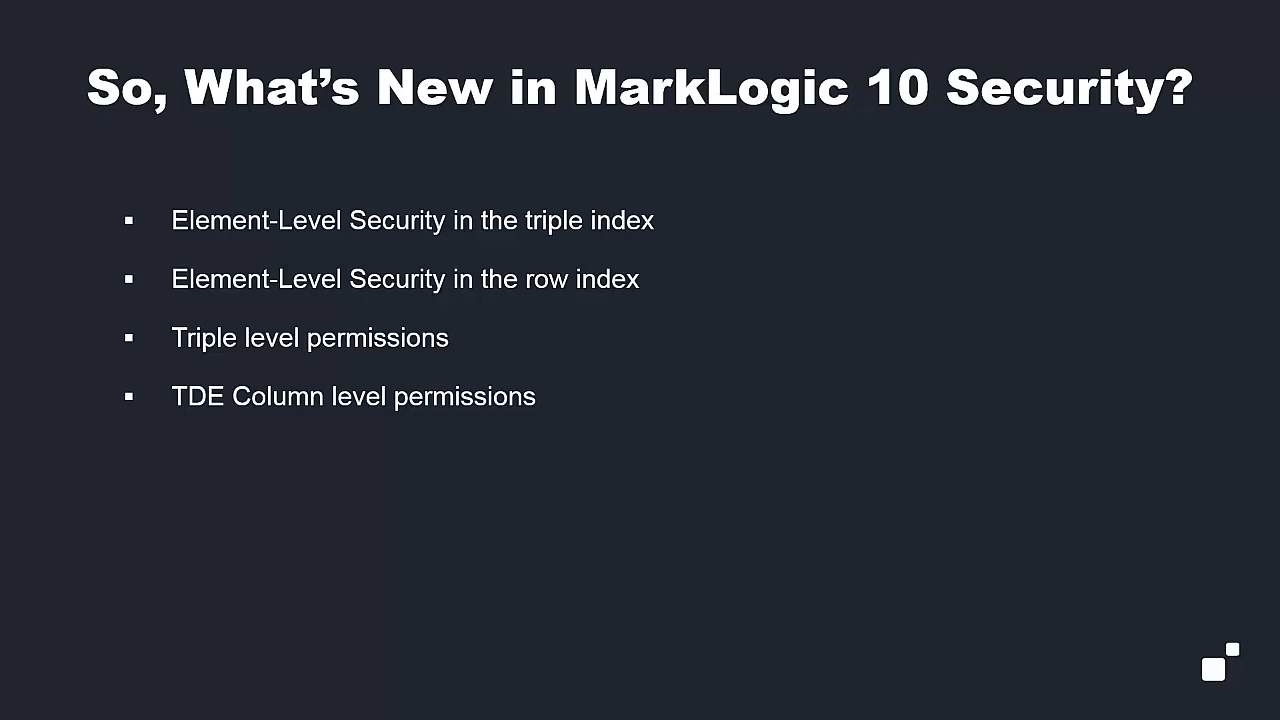 So, What’s New in MarkLogic 10 Security?
▪ Element-Level Security in the triple index
▪ Element-Level Security in the row index
▪ Triple level permissions
▪ TDE Column level permissions